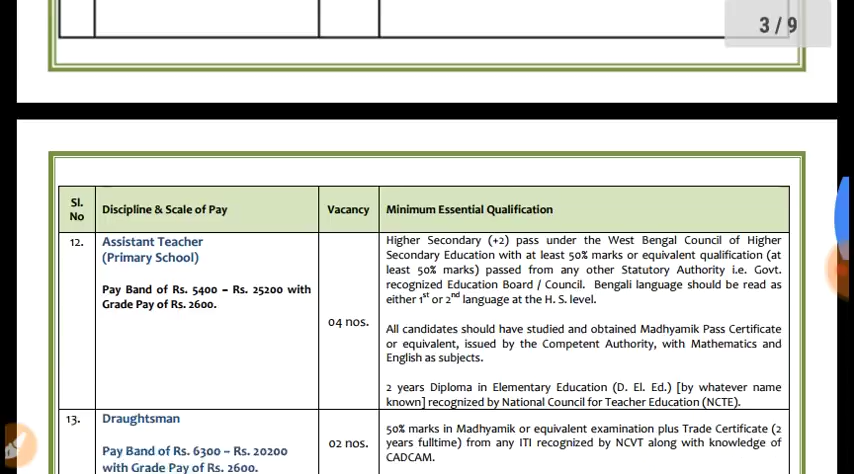 3 / 9
Sl. No
Discipline & Scale of Pay
Vacancy
Minimum Essential Qualification
12.
Assistant Teacher
(Primary School)
Pay Band of Rs. 5400 – Rs. 25200 with
Grade Pay of Rs. 2600.
04 nos.
Higher Secondary (+2) pass under the West Bengal Council of Higher
Secondary Education with at least 50% marks or equivalent qualification (at
least 50% marks) passed from any other Statutory Authority i.e. Govt.
recognized Education Board / Council. Bengali language should be read as
either 1st or 2nd language at the H. S. level.
All candidates should have studied and obtained Madhyamik Pass Certificate
or equivalent, issued by the Competent Authority, with Mathematics and
English as subjects.
2 years Diploma in Elementary Education (D. El. Ed.) [by whatever name
known] recognized by National Council for Teacher Education (NCTE).
13.
Draughtsman
Pay Band of Rs. 6300 – Rs. 20200
with Grade Pay of Rs. 2600.
02 nos.
50% marks in Madhyamik or equivalent examination plus Trade Certificate (2
years fulltime) from any ITI recognized by NCVT along with knowledge of
CADCAM.